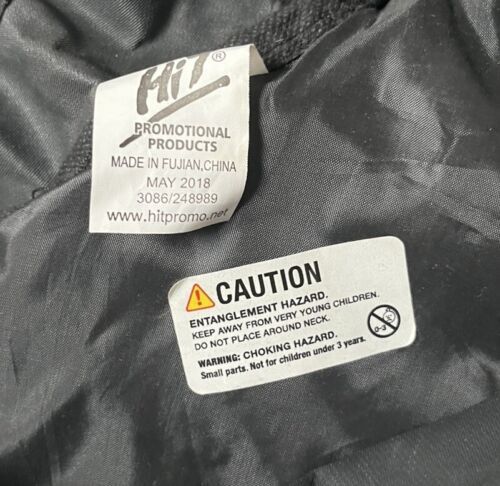 HiT®
PROMOTIONAL
PRODUCTS
MADE IN FUJIAN,CHINA
MAY 2018
3086/248989
www.hitpromo.net
CAUTION
ENTANGLEMENT HAZARD.
KEEP AWAY FROM VERY YOUNG CHILDREN.
DO NOT PLACE AROUND NECK.
0-3
WARNING: CHOKING HAZARD.
Small parts. Not for children under 3 years.